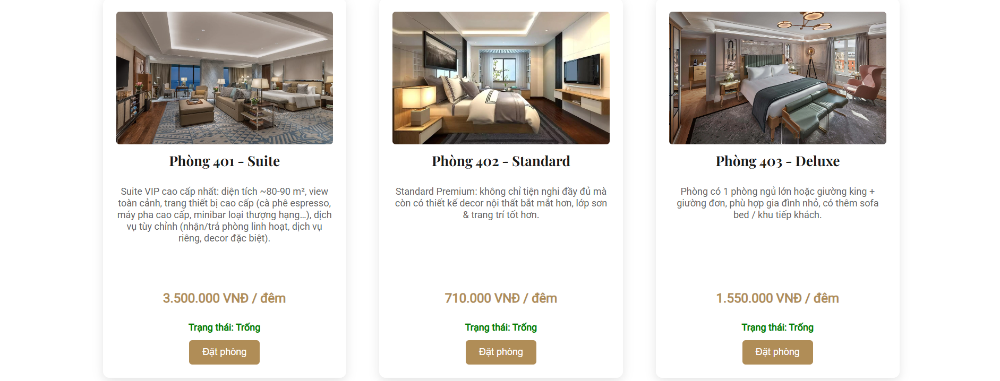 Phòng 401 - Suite
Suite VIP cao cấp nhất: diện tích ~80-90 m², view
toàn cảnh, trang thiết bị cao cấp (cà phê espresso,
máy pha cao cấp, minibar loại thượng hạng…), dịch
vụ tùy chỉnh (nhận/trả phòng linh hoạt, dịch vụ
riêng, decor đặc biệt).
3.500.000 VNĐ / đêm
Trạng thái: Trống
Đặt phòng
Phòng 402 - Standard
Standard Premium: không chỉ tiện nghi đầy đủ mà
còn có thiết kế decor nội thất bắt mắt hơn, lớp sơn
& trang trí tốt hơn.
710.000 VNĐ / đêm
Trạng thái: Trống
Đặt phòng
Phòng 403 - Deluxe
Phòng có 1 phòng ngủ lớn hoặc giường king +
giường đơn, phù hợp gia đình nhỏ, có thêm sofa
bed / khu tiếp khách.
1.550.000 VNĐ / đêm
Trạng thái: Trống
Đặt phòng